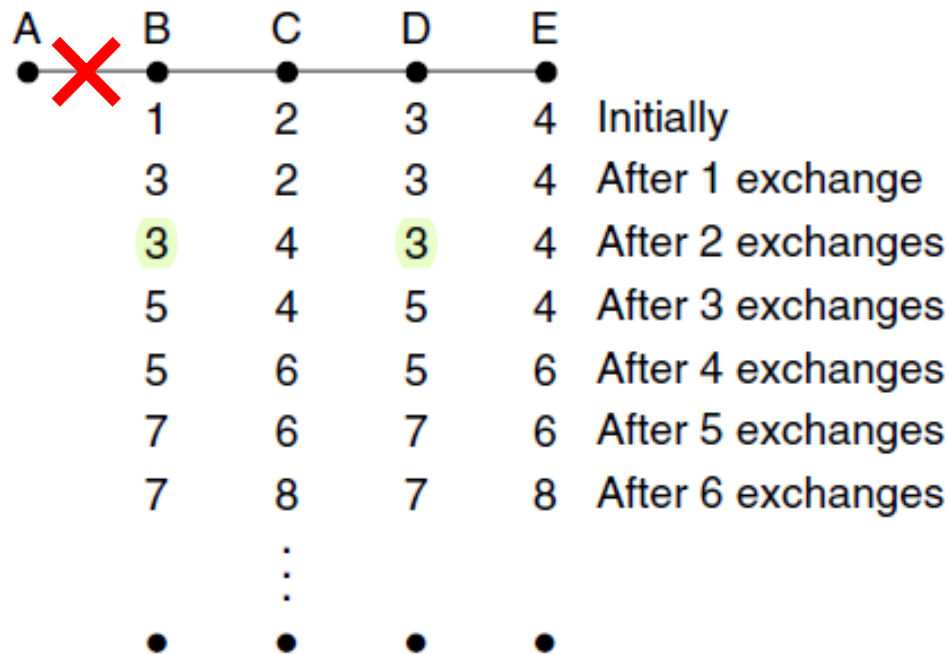 A B C D E
1 2 3 4 Initially
3 2 3 4 After 1 exchange
3 4 3 4 After 2 exchanges
5 4 5 4 After 3 exchanges
5 6 5 6 After 4 exchanges
7 6 7 6 After 5 exchanges
7 8 7 8 After 6 exchanges